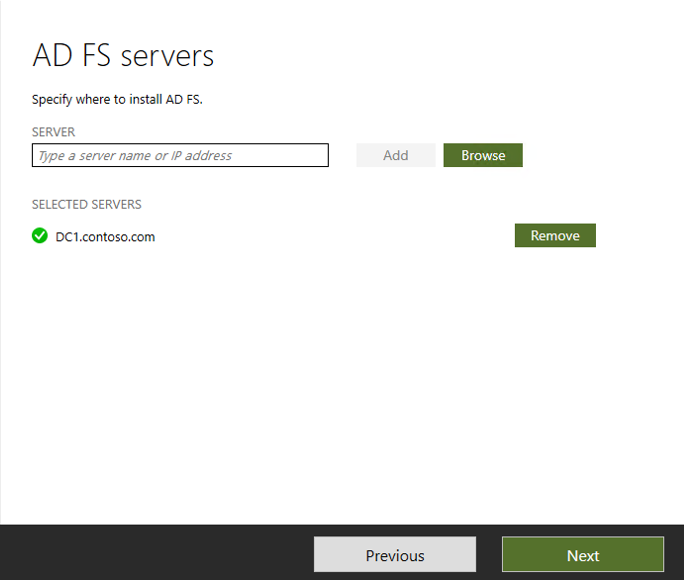 AD FS servers
Specify where to install AD FS.
SERVER
Type a server name or IP address
Add
Browse
SELECTED SERVERS
DC1.contoso.com
Remove
Previous
Next